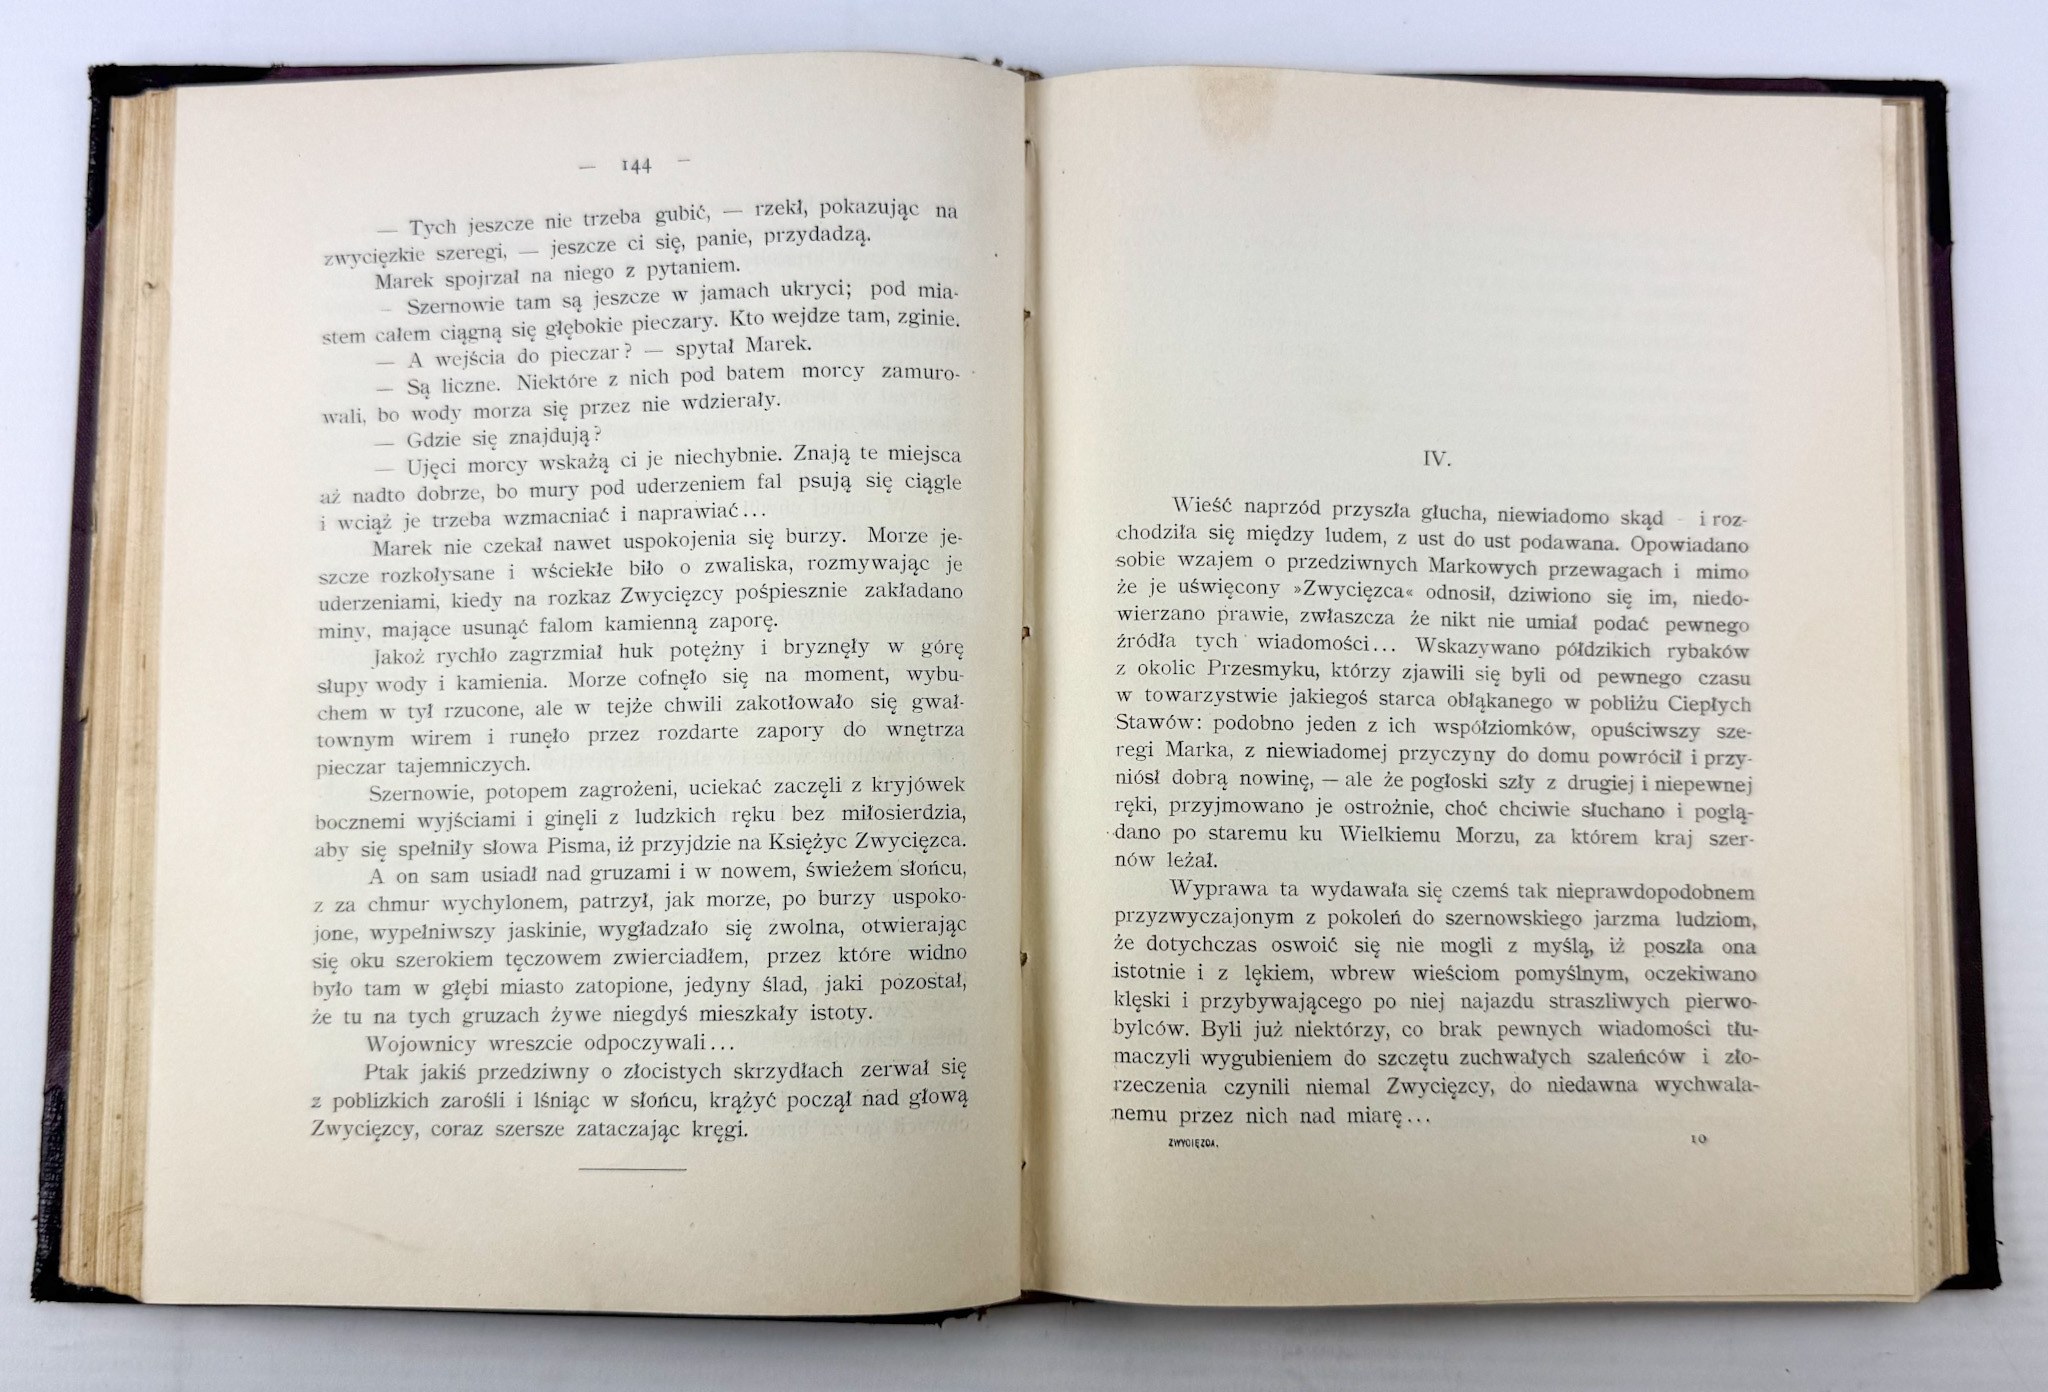 — 144 —
— Tych jeszcze nie trzeba gubić, — rzekł, pokazując na
zwycięzkie szeregi, — jeszcze ci się, panie, przydadzą.
Marek spojrzał na niego z pytaniem.
— Szernowie tam są jeszcze w jamach ukryci; pod mia-
stem całem ciągną się głębokie pieczary. Kto wejdze tam, zginie.
— A wejścia do pieczar? — spytał Marek.
— Są liczne. Niektóre z nich pod batem morcy zamuro-
wali, bo wody morza się przez nie wdzierały.
— Gdzie się znajdują?
— Ujęci morcy wskażą ci je niechybnie. Znają te miejsca
aż nadto dobrze, bo mury pod uderzeniem fal psują się ciągle
i wciąż je trzeba wzmacniać i naprawiać...
Marek nie czekał nawet uspokojenia się burzy. Morze je-
szcze rozkołysane i wściekłe biło o zwaliska, rozmywając je
uderzeniami, kiedy na rozkaz Zwycięzcy pośpiesznie zakładano
miny, mające usunąć falom kamienną zaporę.
Jakoż rychło zagrzmiał huk potężny i bryznęły w górę
słupy wody i kamienia. Morze cofnęło się na moment, wybu-
chem w tył rzucone, ale w tejże chwili zakotłowało się gwał-
townym wirem i runęło przez rozdarte zapory do wnętrza
pieczar tajemniczych.
Szernowie, potopem zagrożeni, uciekać zaczęli z kryjówek
bocznemi wyjściami i ginęli z ludzkich ręku bez miłosierdzia,
aby się spełniły słowa Pisma, iż przyjdzie na Księżyc Zwycięzca.
A on sam usiadł nad gruzami i w nowem, świeżem słońcu,
z za chmur wychylonem, patrzył, jak morze, po burzy uspoko-
jone, wypełniwszy jaskinie, wygładzało się zwolna, otwierając
się oku szerokiem tęczowem zwierciadłem, przez które widno
było tam w głębi miasto zatopione, jedyny ślad, jaki pozostał,
że tu na tych gruzach żywe niegdyś mieszkały istoty.
Wojownicy wreszcie odpoczywali...
Ptak jakiś przedziwny o złocistych skrzydłach zerwał się
z poblizkich zarośli i lśniąc w słońcu, krążyć począł nad głową
Zwycięzcy, coraz szersze zataczając kręgi.
IV.
Wieść naprzód przyszła głucha, niewiadomo skąd - i roz-
chodziła się między ludem, z ust do ust podawana. Opowiadano
sobie wzajem o przedziwnych Markowych przewagach i mimo
że je uświęcony »Zwycięzca« odnosił, dziwiono się im, niedo-
wierzano prawie, zwłaszcza że nikt nie umiał podać pewnego
źródła tych wiadomości... Wskazywano półdzikich rybaków
z okolic Przesmyku, którzy zjawili się byli od pewnego czasu
w towarzystwie jakiegoś starca obłąkanego w pobliżu Ciepłych
Stawów: podobno jeden z ich współziomków, opuściwszy sze-
regi Marka, z niewiadomej przyczyny do domu powrócił i przy-
niósł dobrą nowinę, — ale że pogłoski szły z drugiej i niepewnej
ręki, przyjmowano je ostrożnie, choć chciwie słuchano i poglą-
dano po staremu ku Wielkiemu Morzu, za którem kraj szer-
nów leżał.
Wyprawa ta wydawała się czemś tak nieprawdopodobnem
przyzwyczajonym z pokoleń do szernowskiego jarzma ludziom,
że dotychczas oswoić się nie mogli z myślą, iż poszła ona
istotnie i z lękiem, wbrew wieściom pomyślnym, oczekiwano
klęski i przybywającego po niej najazdu straszliwych pierwo-
bylców. Byli już niektórzy, co brak pewnych wiadomości tłu-
maczyli wygubieniem do szczętu zuchwałych szaleńców i zło-
rzeczenia czynili niemal Zwycięzcy, do niedawna wychwala-
nemu przez nich nad miarę...
ZWYCIĘZCA. 10